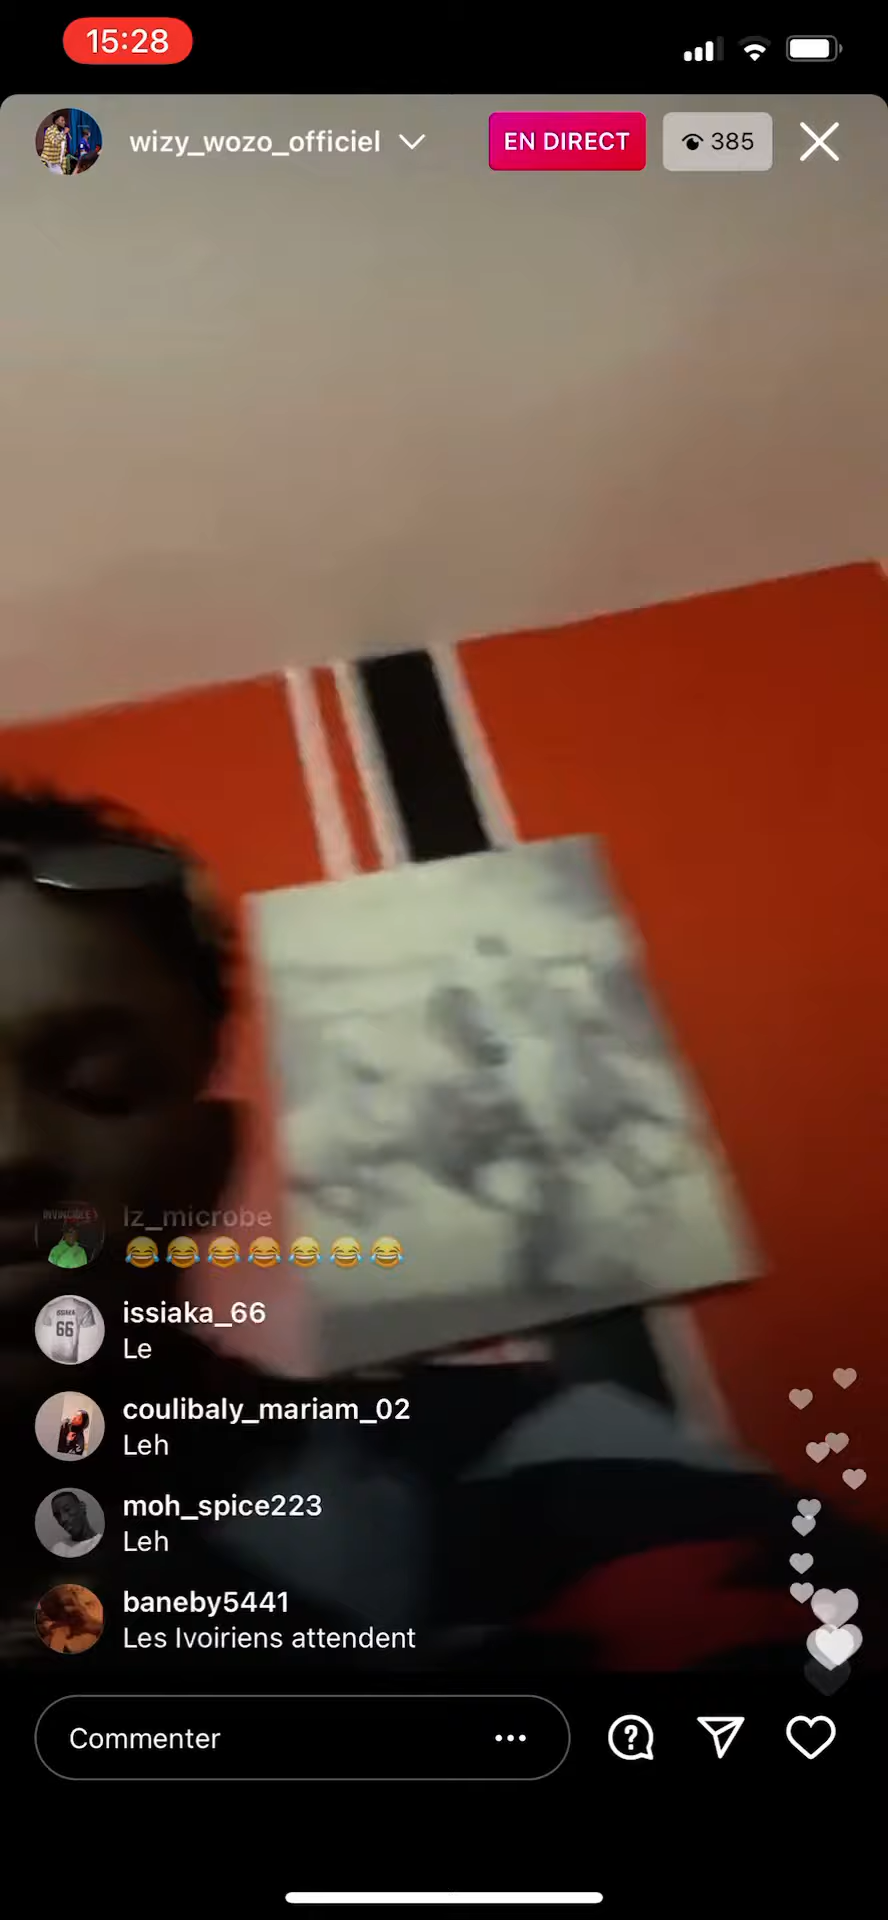 15:28
wizy_wozo_officiel
EN DIRECT
385
lz_microbe
😂😂😂😂😂😂😂
issiaka_66
Le
coulibaly_mariam_02
Leh
moh_spice223
Leh
baneby5441
Les Ivoiriens attendent
Commenter